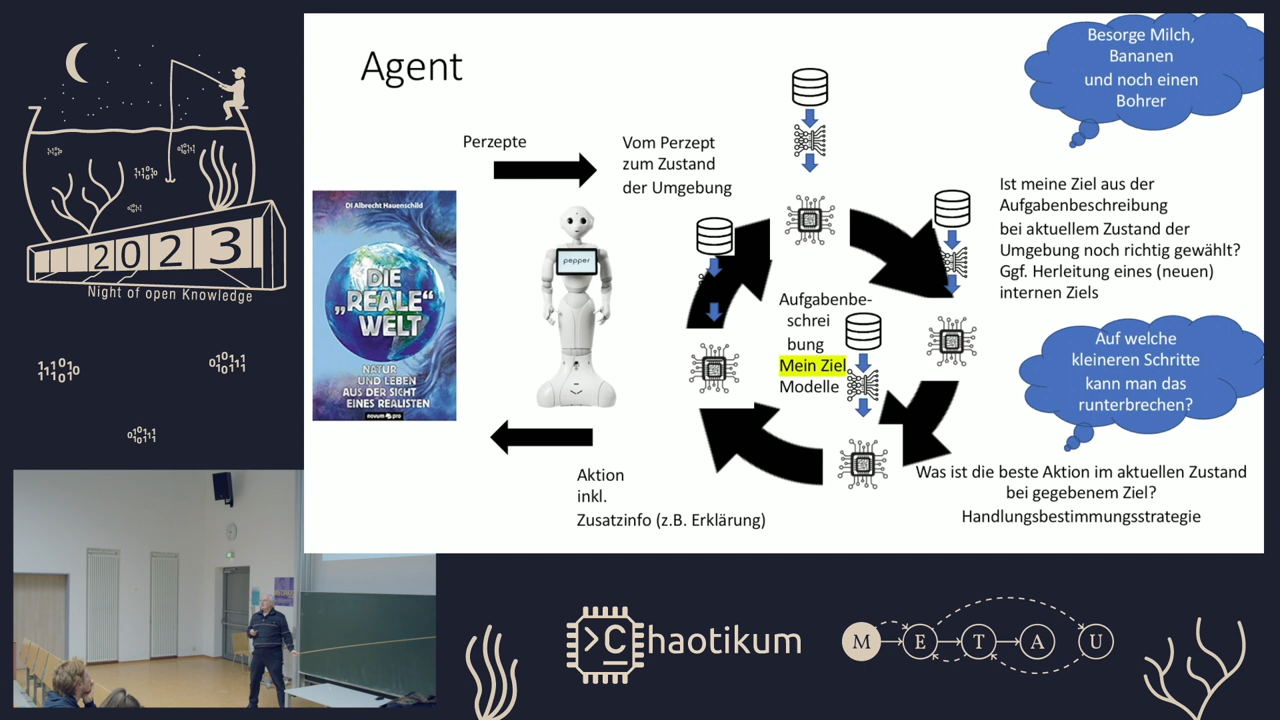 Agent
Besorge Milch,
Bananen
und noch einen
Bohrer
Perzepte
Vom Perzept
zum Zustand
der Umgebung
DI Albrecht Hauenschild
DIE
„REALE“
WELT
NATUR
UND LEBEN
AUS DER SICHT
EINES REALISTEN
novum pro
pepper
Ist meine Ziel aus der
Aufgabenbeschreibung
bei aktuellem Zustand der
Umgebung noch richtig gewählt?
Ggf. Herleitung eines (neuen)
internen Ziels
Aufgabenbe-
schrei
bung
Mein Ziel
Modelle
Auf welche
kleineren Schritte
kann man das
runterbrechen?
Aktion
inkl.
Zusatzinfo (z.B. Erklärung)
Was ist die beste Aktion im aktuellen Zustand
bei gegebenem Ziel?
Handlungsbestimmungsstrategie
2023
Night of open Knowledge
>C haotikum
M E T A U